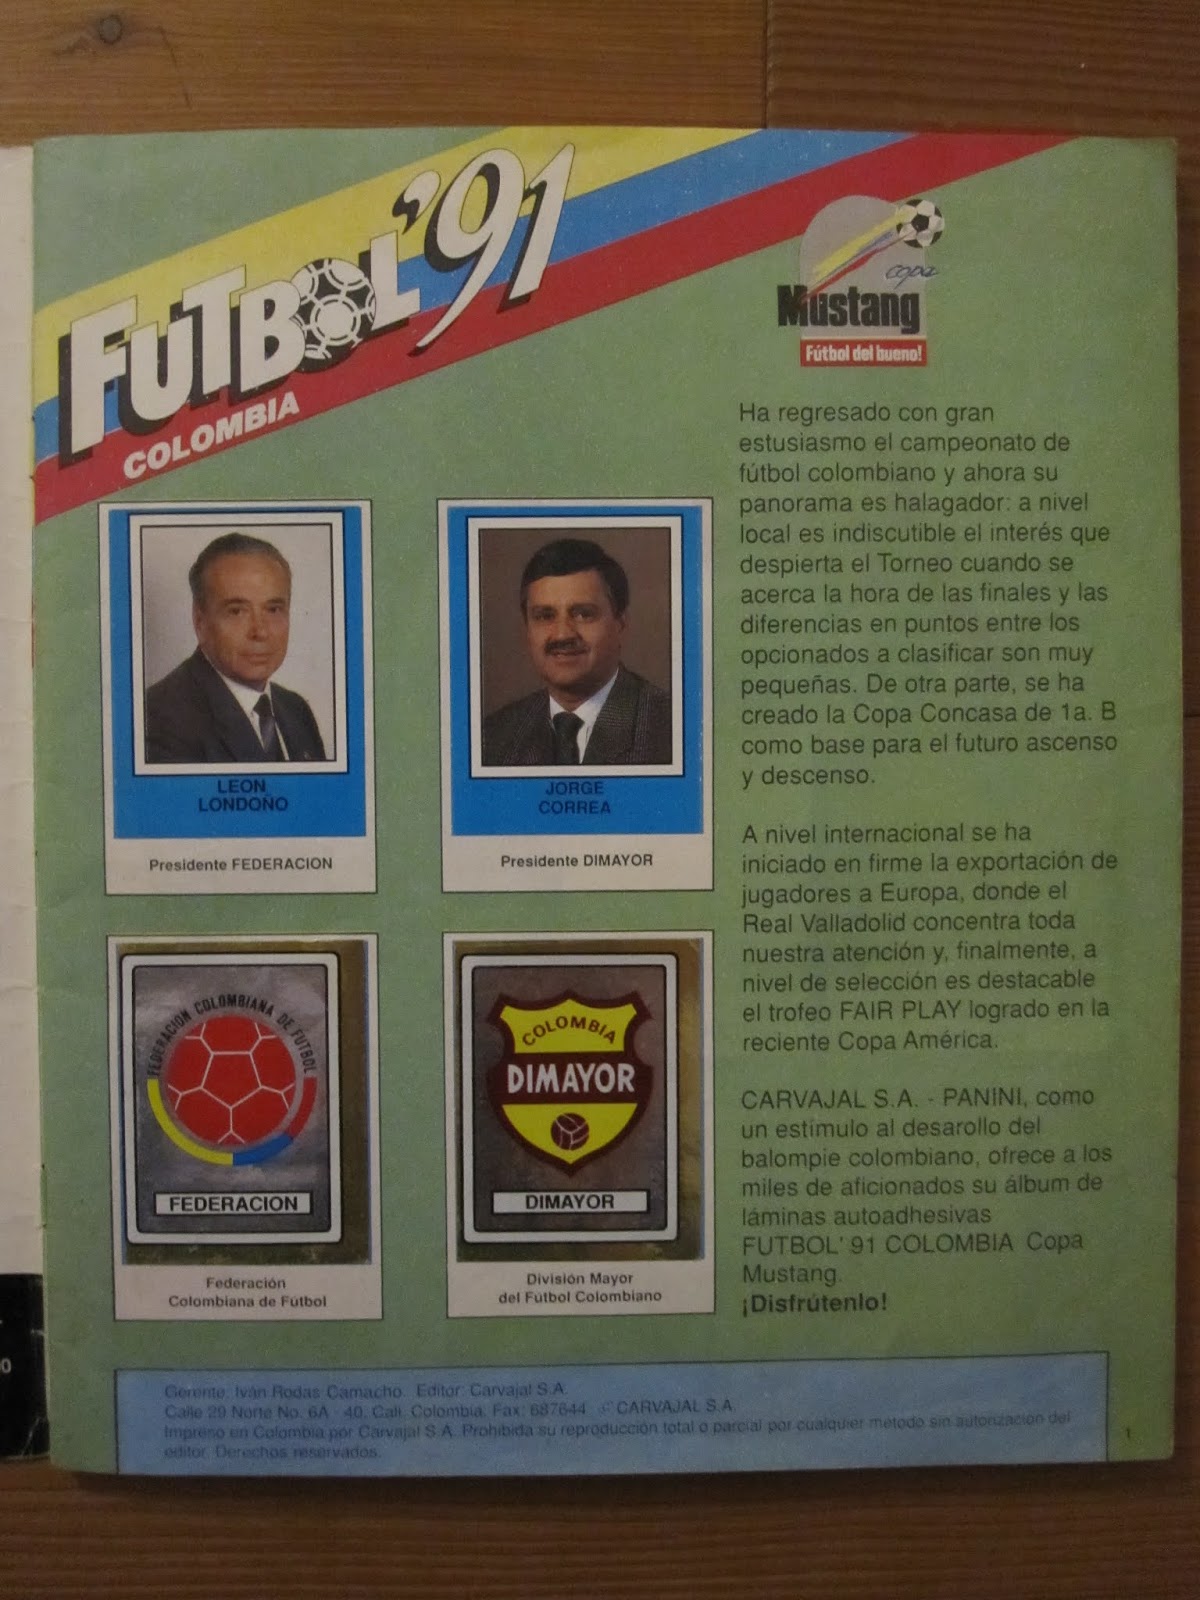 FUTBOL'91
COLOMBIA
copa
Mustang
Fútbol del bueno!
LEON
LONDOÑO
Presidente FEDERACION
JORGE
CORREA
Presidente DIMAYOR
FEDERACION COLOMBIANA DE FUTBOL
FEDERACION
Federación
Colombiana de Fútbol
COLOMBIA
DIMAYOR
DIMAYOR
División Mayor
del Fútbol Colombiano
Ha regresado con gran
estusiasmo el campeonato de
fútbol colombiano y ahora su
panorama es halagador: a nivel
local es indiscutible el interés que
despierta el Torneo cuando se
acerca la hora de las finales y las
diferencias en puntos entre los
opcionados a clasificar son muy
pequeñas. De otra parte, se ha
creado la Copa Concasa de 1a. B
como base para el futuro ascenso
y descenso.
A nivel internacional se ha
iniciado en firme la exportación de
jugadores a Europa, donde el
Real Valladolid concentra toda
nuestra atención y, finalmente, a
nivel de selección es destacable
el trofeo FAIR PLAY logrado en la
reciente Copa América.
CARVAJAL S.A. - PANINI, como
un estímulo al desarollo del
balompie colombiano, ofrece a los
miles de aficionados su álbum de
láminas autoadhesivas
FUTBOL' 91 COLOMBIA Copa
Mustang.
¡Disfrútenlo!
Gerente: Iván Rodas Camacho. Editor: Carvajal S.A.
Calle 29 Norte No. 6A - 40. Cali. Colombia. Fax: 687644 CARVAJAL S.A.
Impreso en Colombia por Carvajal S.A. Prohibida su reproducción total o parcial por cualquier metodo sin autorización del
editor. Derechos reservados.
1
0